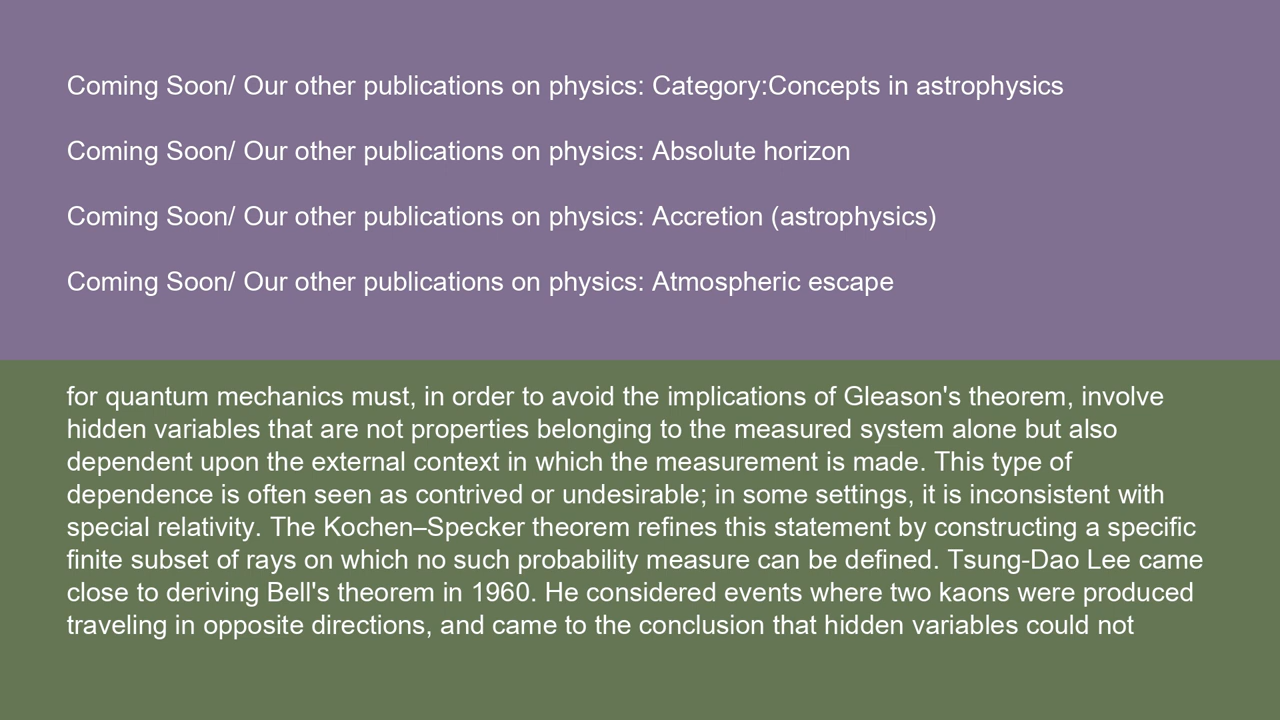 Coming Soon/ Our other publications on physics: Category:Concepts in astrophysics
Coming Soon/ Our other publications on physics: Absolute horizon
Coming Soon/ Our other publications on physics: Accretion (astrophysics)
Coming Soon/ Our other publications on physics: Atmospheric escape
for quantum mechanics must, in order to avoid the implications of Gleason's theorem, involve
hidden variables that are not properties belonging to the measured system alone but also
dependent upon the external context in which the measurement is made. This type of
dependence is often seen as contrived or undesirable; in some settings, it is inconsistent with
special relativity. The Kochen–Specker theorem refines this statement by constructing a specific
finite subset of rays on which no such probability measure can be defined. Tsung-Dao Lee came
close to deriving Bell's theorem in 1960. He considered events where two kaons were produced
traveling in opposite directions, and came to the conclusion that hidden variables could not